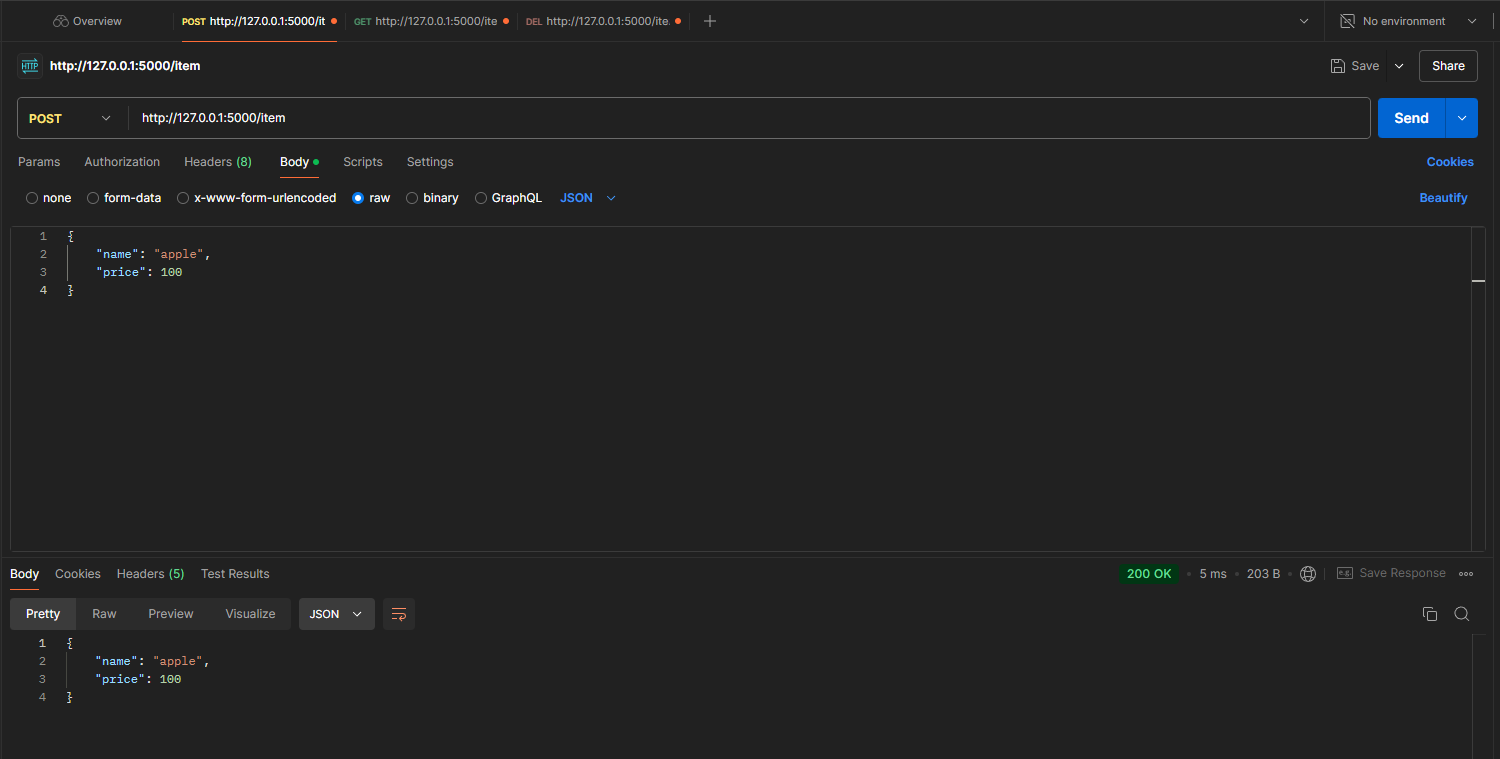 Overview POST http://127.0.0.1:5000/it GET http://127.0.0.1:5000/ite DEL http://127.0.0.1:5000/ite No environment
HTTP http://127.0.0.1:5000/item Save Share
POST http://127.0.0.1:5000/item Send
Params Authorization Headers (8) Body Scripts Settings Cookies
none form-data x-www-form-urlencoded raw binary GraphQL JSON Beautify
1 {
2 "name": "apple",
3 "price": 100
4 }
Body Cookies Headers (5) Test Results 200 OK 5 ms 203 B e.g. Save Response
Pretty Raw Preview Visualize JSON
1 {
2 "name": "apple",
3 "price": 100
4 }